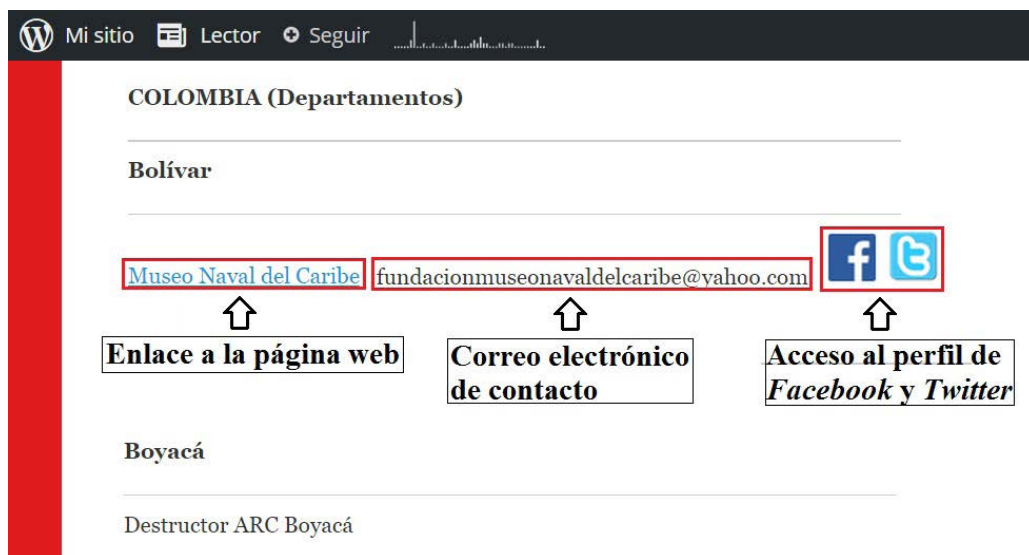 Mi sitio Lector Seguir
COLOMBIA (Departamentos)
Bolívar
Museo Naval del Caribe fundacionmuseonavaldelcaribe@yahoo.com
Enlace a la página web
Correo electrónico
de contacto
Acceso al perfil de
Facebook y Twitter
Boyacá
Destructor ARC Boyacá